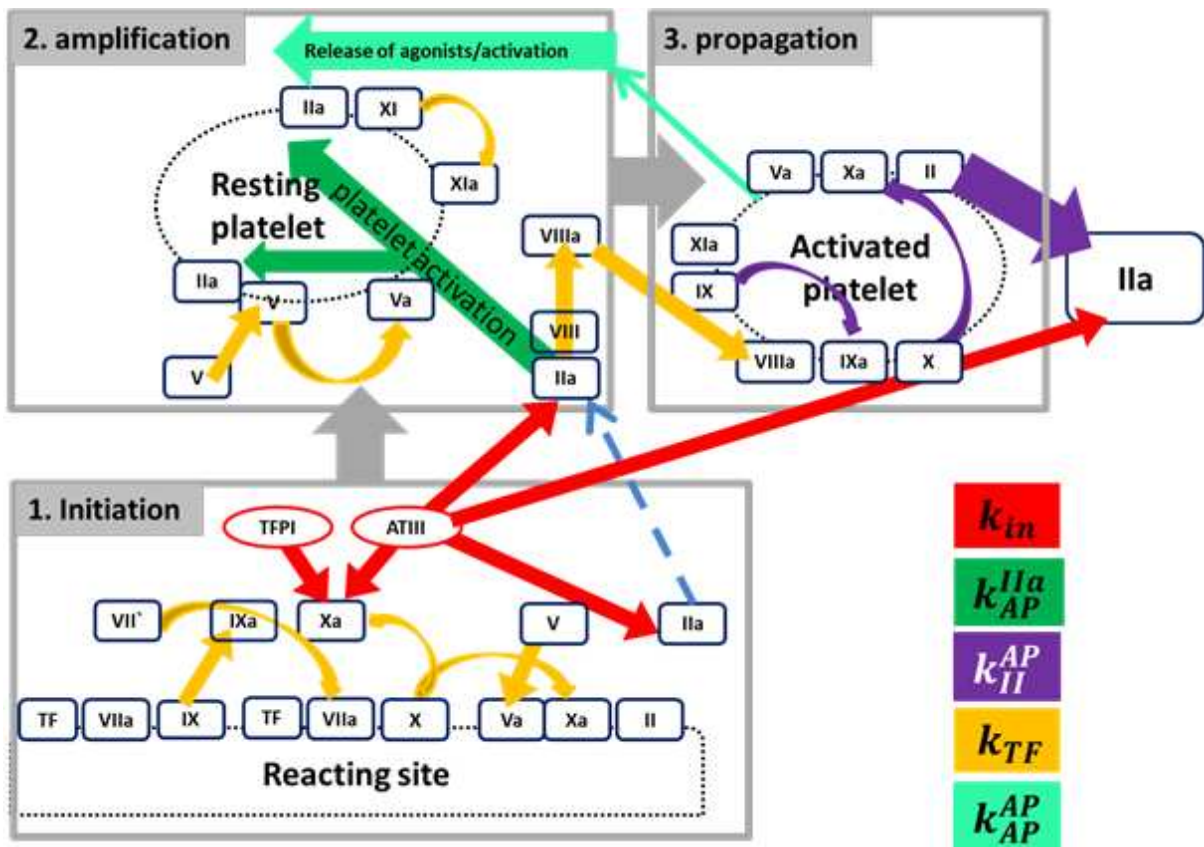 2. amplification
Release of agonists/activation
3. propagation
IIa
XI
XIa
Resting
platelet
platelet activation
IIa
V
Va
V
VIIIa
VIII
IIa
Va
Xa
II
XIa
IX
Activated
platelet
VIIIa
IXa
X
IIa
1. Initiation
TFPI
ATIII
VII`
IXa
Xa
V
IIa
TF
VIIa
IX
TF
VIIa
X
Va
Xa
II
Reacting site
k_in
k_AP^IIa
k_II^AP
k_TF
k_AP^AP